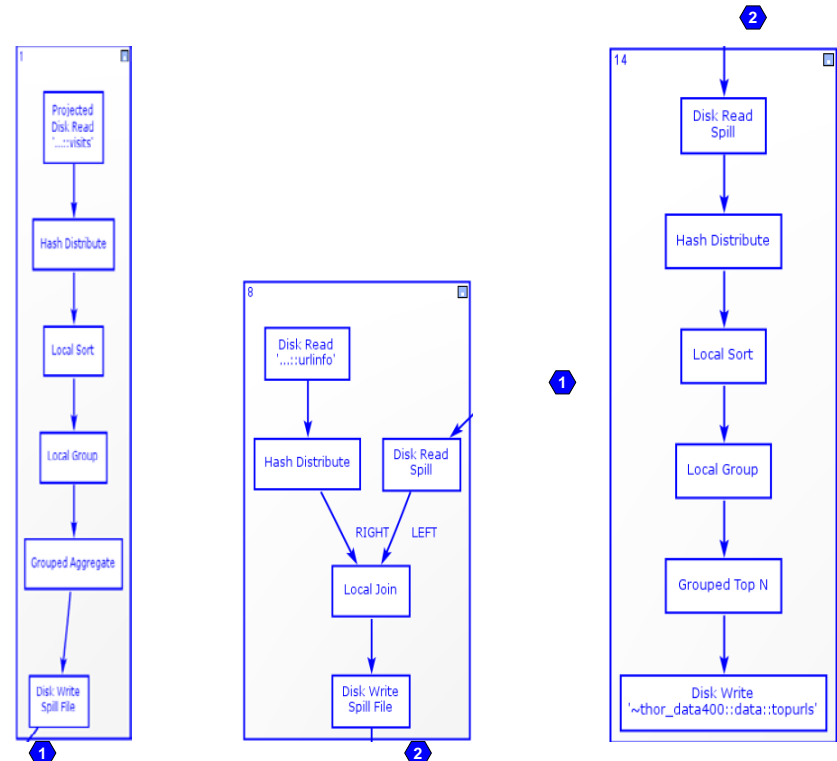 1
Projected
Disk Read
'...::visits'
Hash Distribute
Local Sort
Local Group
Grouped Aggregate
Disk Write
Spill File
1
8
Disk Read
'...::urlinfo'
Hash Distribute
Disk Read
Spill
RIGHT
LEFT
Local Join
Disk Write
Spill File
2
1
2
14
Disk Read
Spill
Hash Distribute
Local Sort
Local Group
Grouped Top N
Disk Write
'~thor_data400::data::topurls'